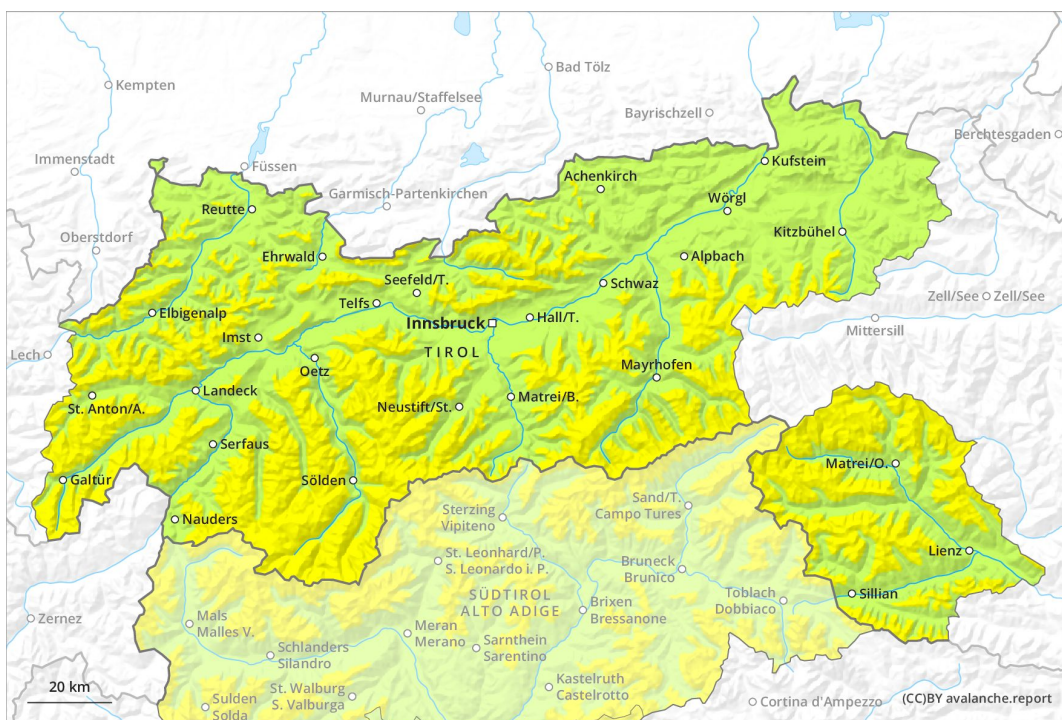 Kempten
Bad Tölz
Murnau/Staffelsee
Bayrischzell
Berchtesgaden
Immenstadt
Füssen
Kufstein
Achenkirch
Garmisch-Partenkirchen
Reutte
Wörgl
Kitzbühel
Oberstdorf
Ehrwald
Alpbach
Seefeld/T.
Schwaz
Telfs
Zell/See
Zell/See
Elbigenalp
Innsbruck
Hall/T.
Mittersill
Imst
Lech
TIROL
Oetz
Mayrhofen
Landeck
Matrei/B.
St. Anton/A.
Neustift/St.
Serfaus
Matrei/O.
Galtür
Sölden
Sand/T.
Campo Tures
Sterzing
Vipiteno
Nauders
Lienz
St. Leonhard/P.
S. Leonardo i. P.
Bruneck
Brunico
SÜDTIROL
ALTO ADIGE
Toblach
Dobbiaco
Sillian
Brixen
Bressanone
Zernez
Mals
Malles V.
Meran
Merano
Sarnthein
Sarentino
Schlanders
Silandro
20 km
St. Walburg
S. Valburga
Kastelruth
Castelrotto
Sulden
Solda
Cortina d'Ampezzo
(CC)BY avalanche.report